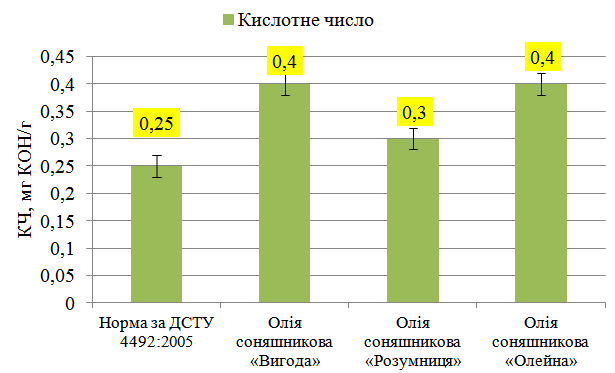 Кислотне число
КЧ, мг КОН/г
0,45
0,4
0,35
0,3
0,25
0,2
0,15
0,1
0,05
0
0,25
0,4
0,3
0,4
Норма за ДСТУ
4492:2005
Олія
соняшникова
«Вигода»
Олія
соняшникова
«Розумниця»
Олія
соняшникова
«Олейна»